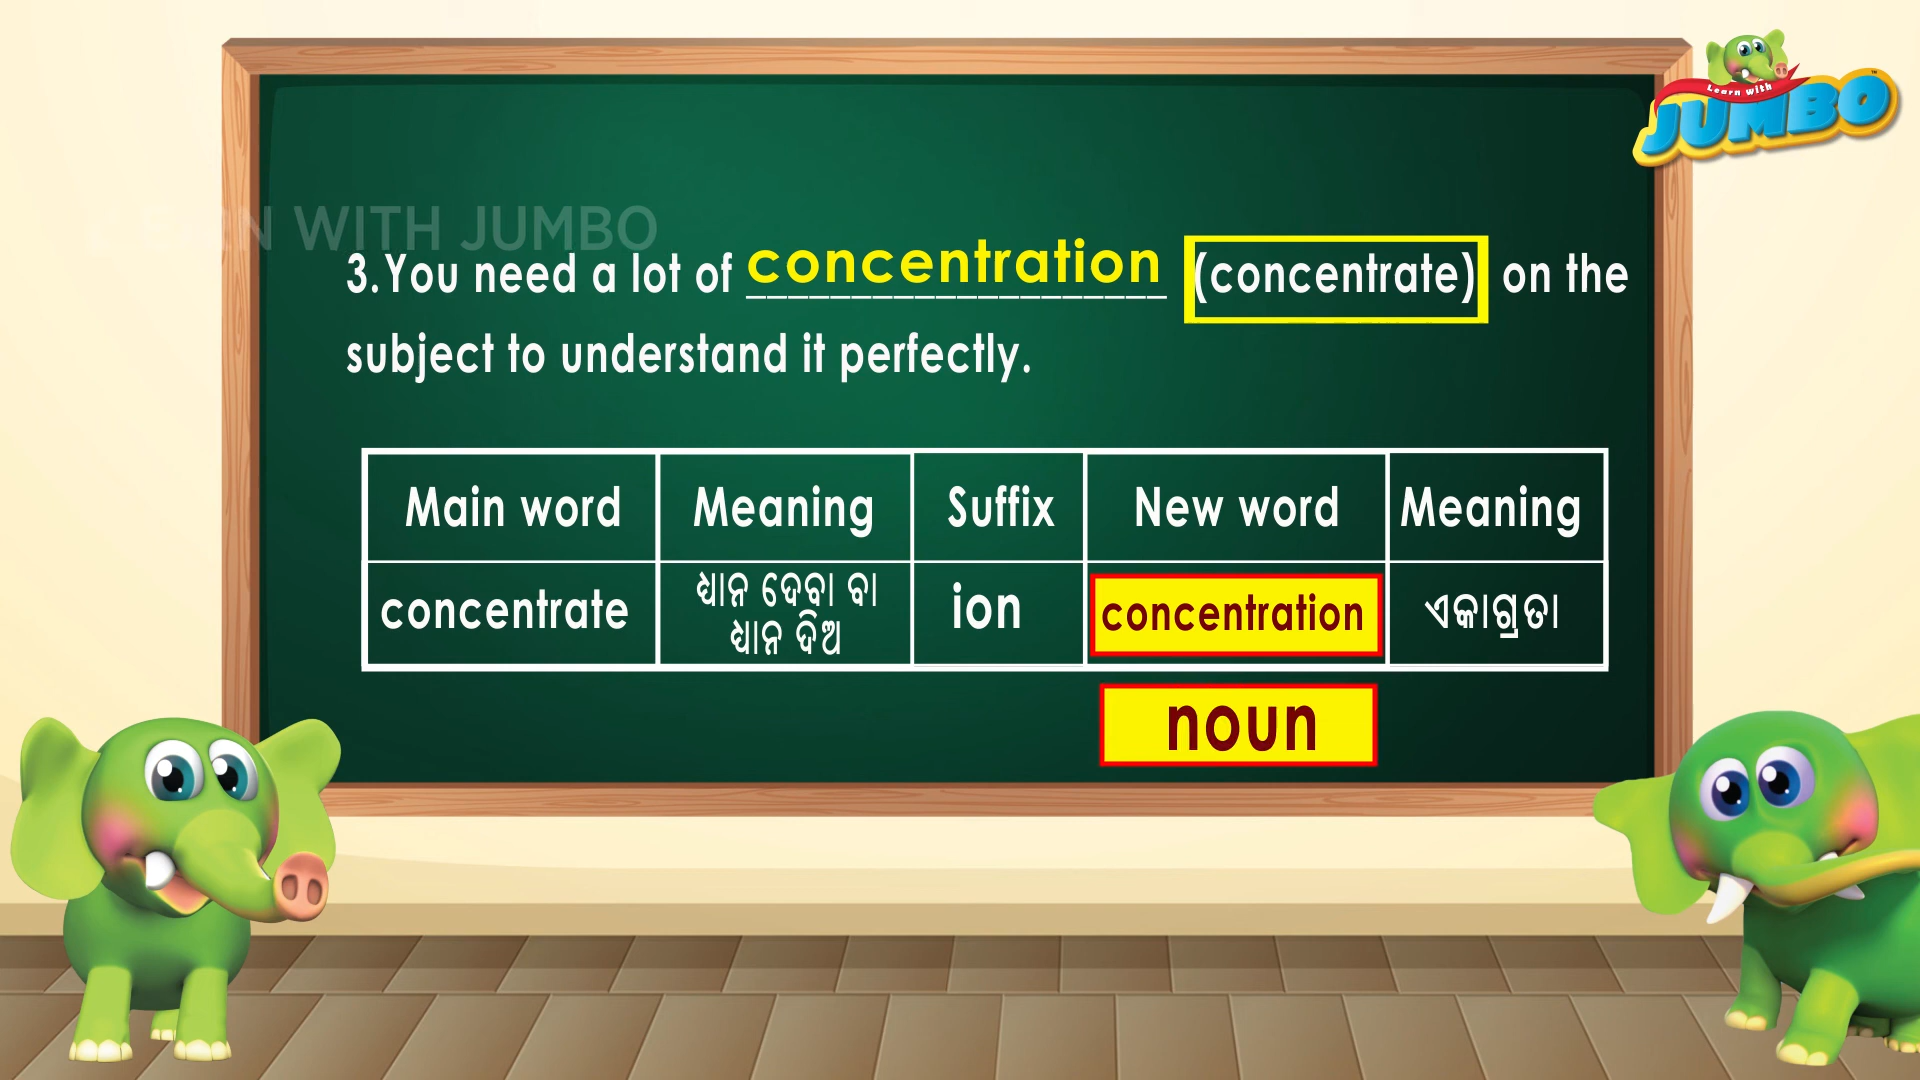 Learn with
JUMBO
LEARN WITH JUMBO
3.You need a lot of concentration (concentrate) on the
subject to understand it perfectly.
Main word Meaning Suffix New word Meaning
concentrate ଧ୍ୟାନ ଦେବା ବା ଧ୍ୟାନ ଦିଅ ion concentration ଏକାଗ୍ରତା
noun